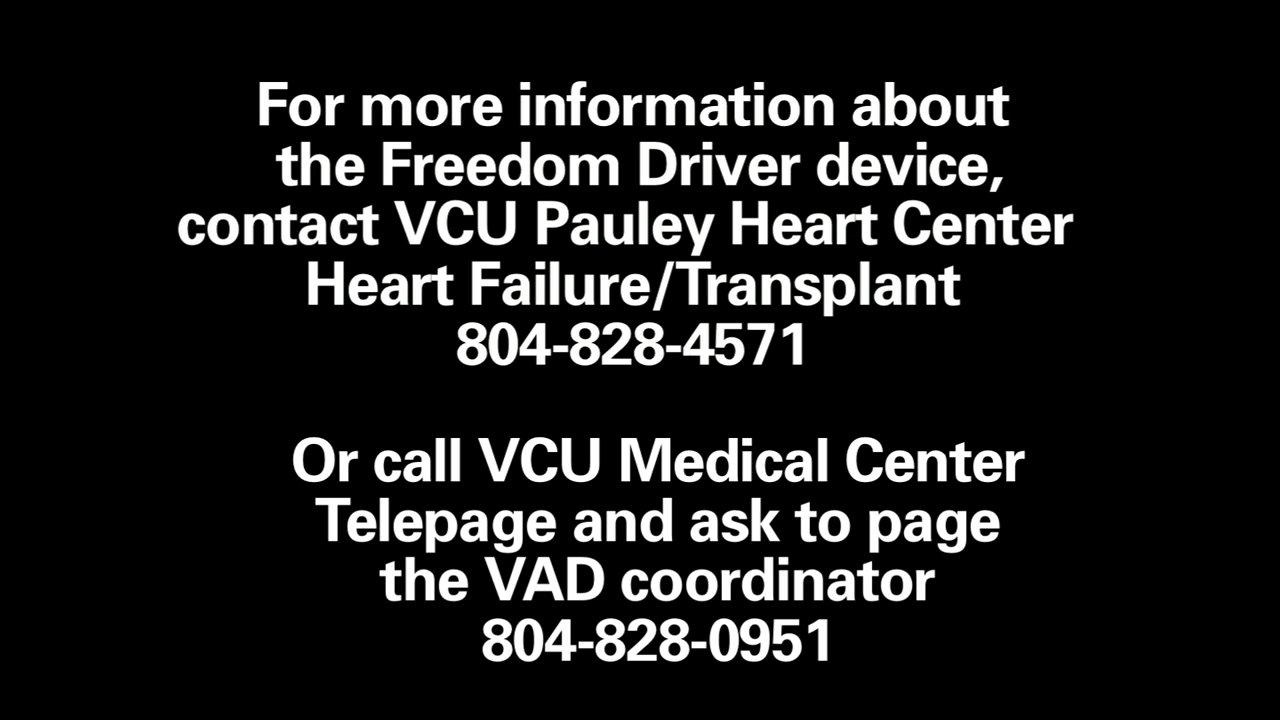 For more information about
the Freedom Driver device,
contact VCU Pauley Heart Center
Heart Failure/Transplant
804-828-4571
Or call VCU Medical Center
Telepage and ask to page
the VAD coordinator
804-828-0951